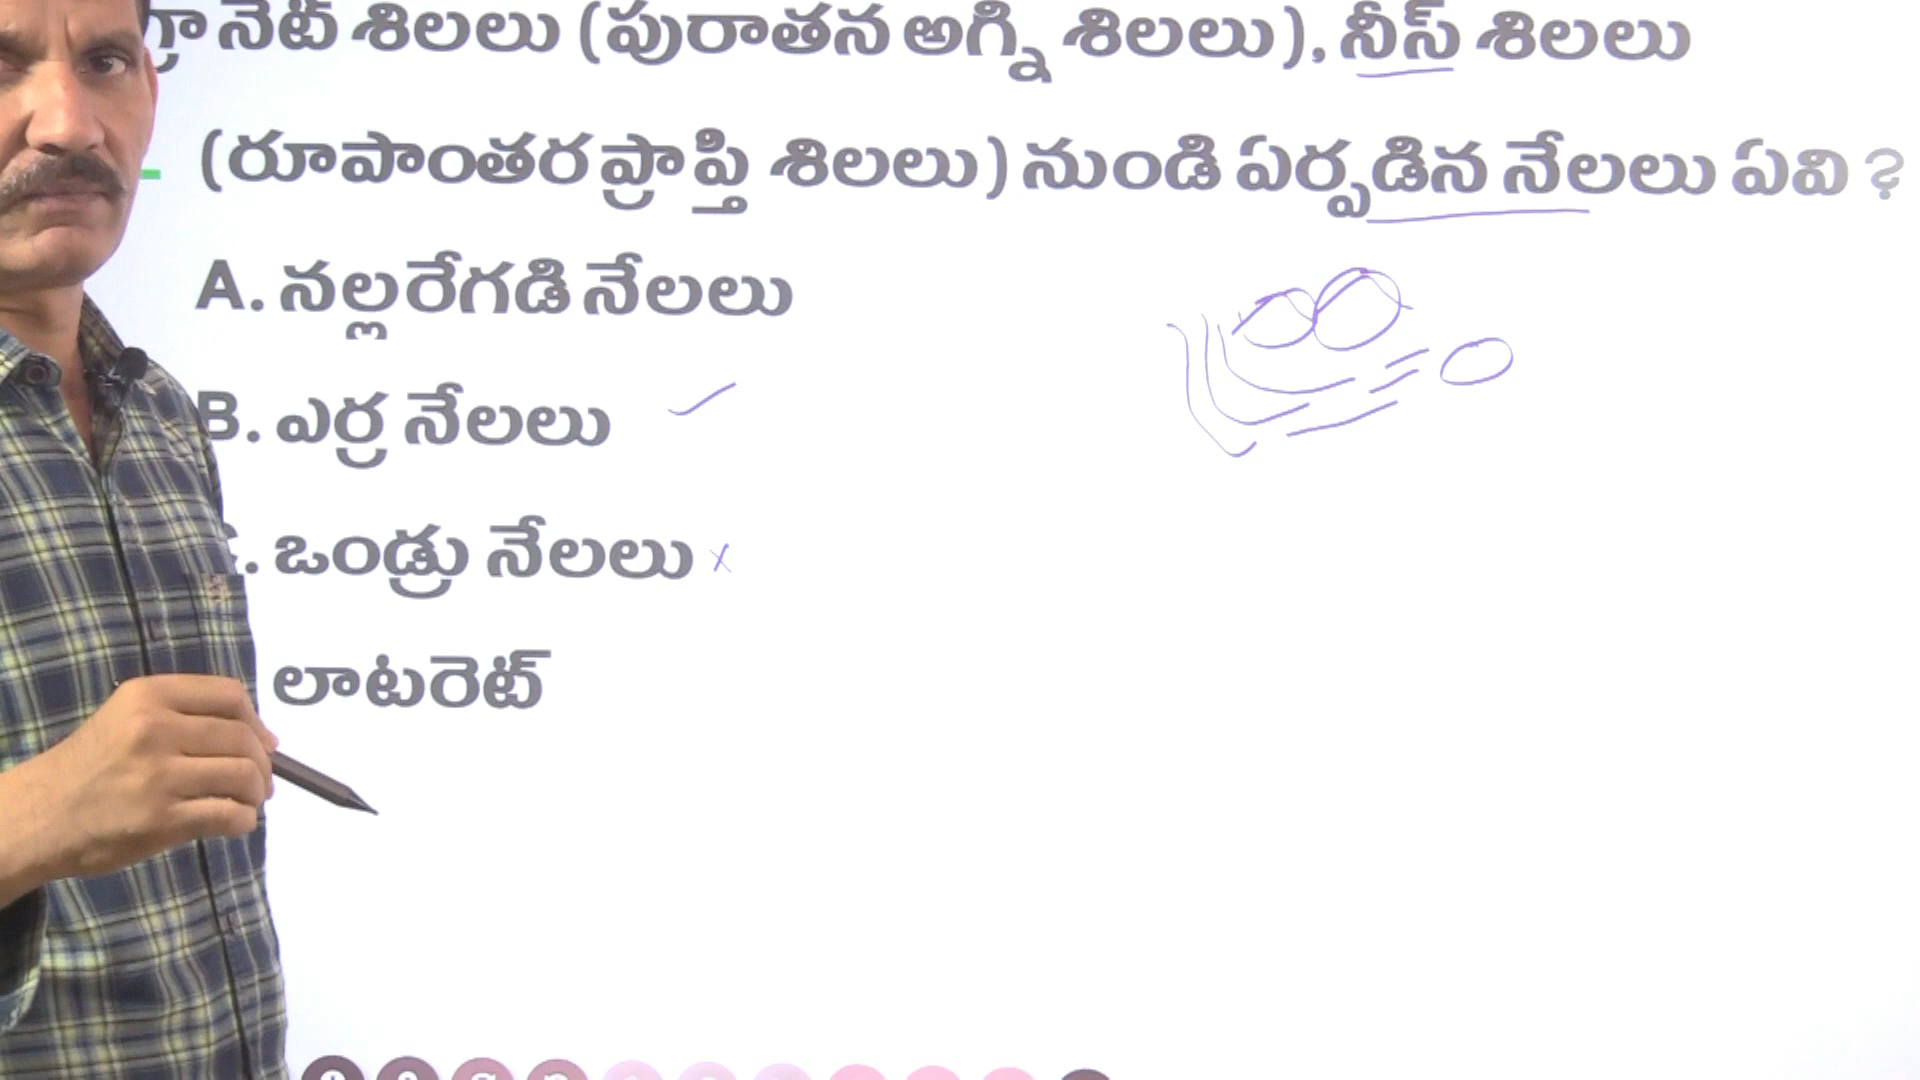 గ్రానైట్ శిలలు (పురాతన అగ్ని శిలలు), నీస్ శిలలు
(రూపాంతర ప్రాప్తి శిలలు) నుండి ఏర్పడిన నేలలు ఏవి ?
A. నల్లరేగడి నేలలు
B. ఎర్ర నేలలు
. ఒండ్రు నేలలు
లాటరెట్